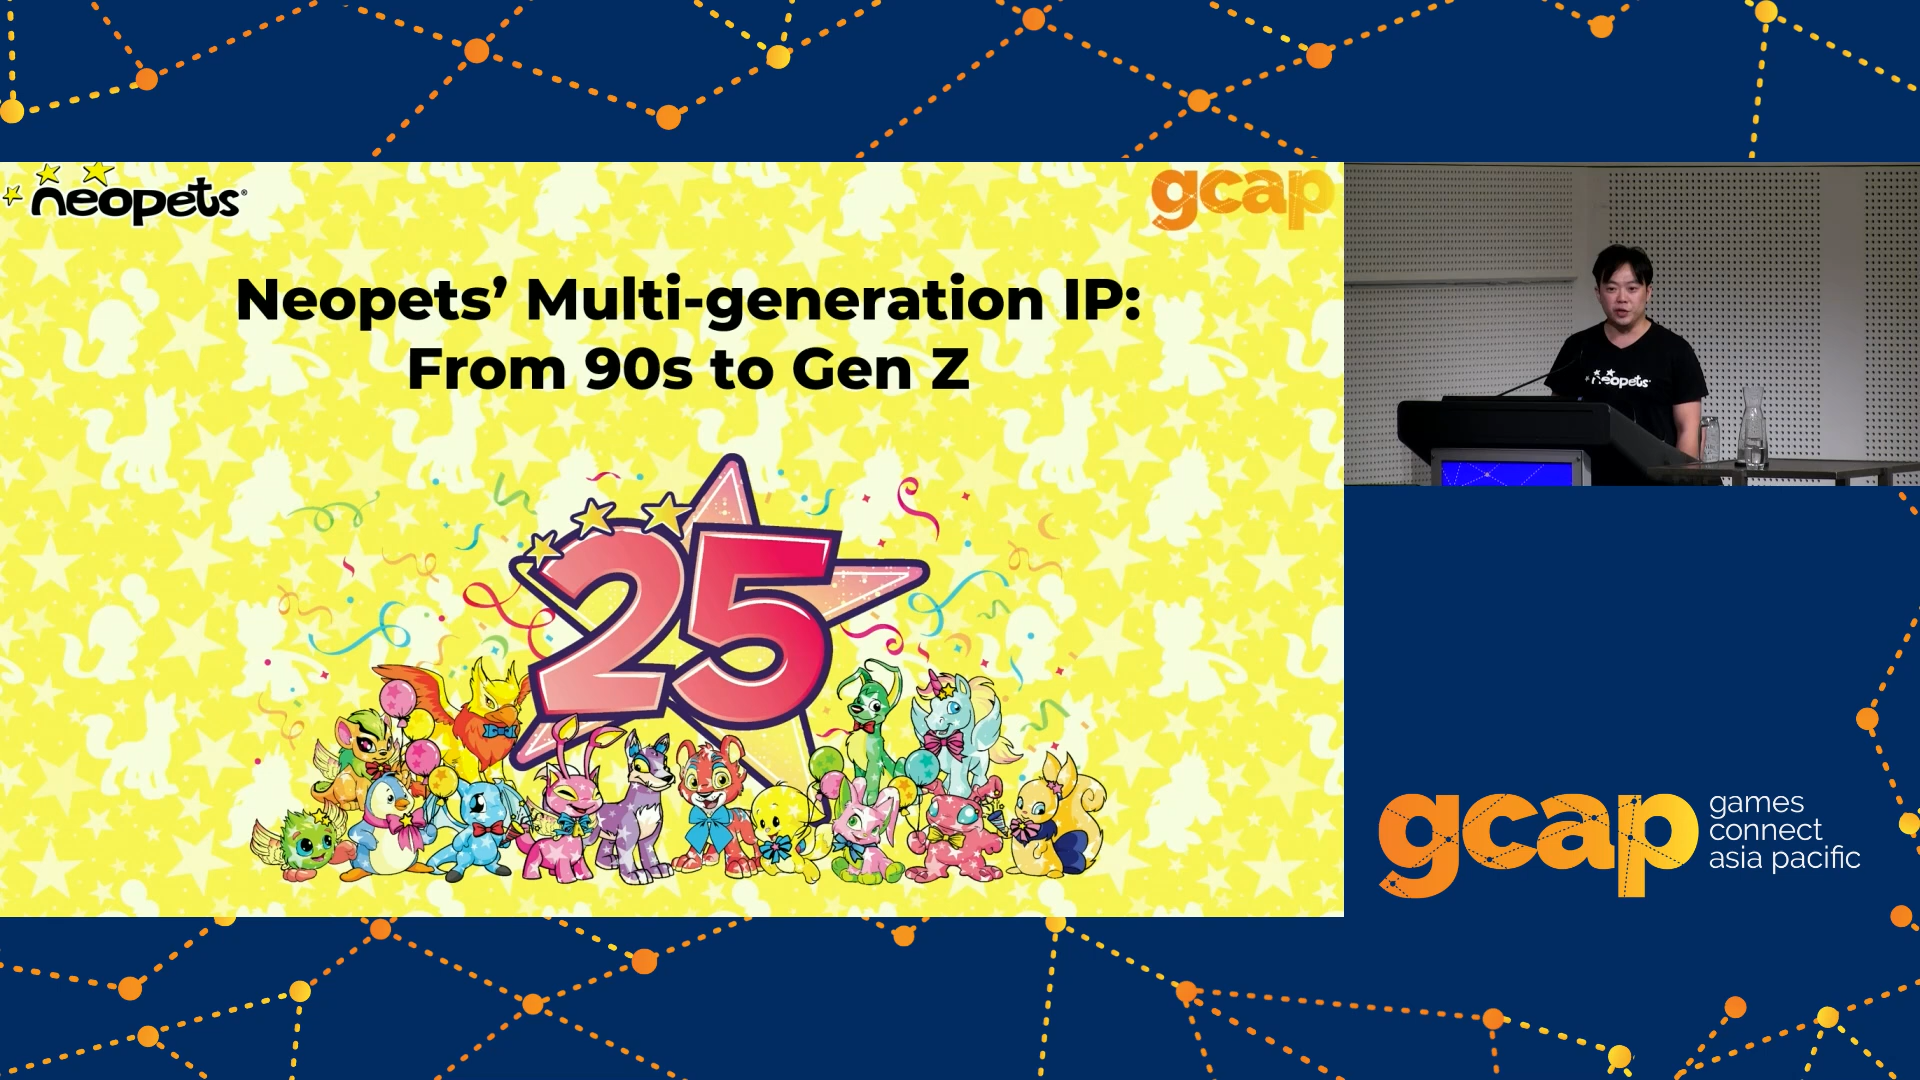 neopets
gcap
Neopets’ Multi-generation IP:
From 90s to Gen Z
25
neopets
gcap
games
connect
asia pacific